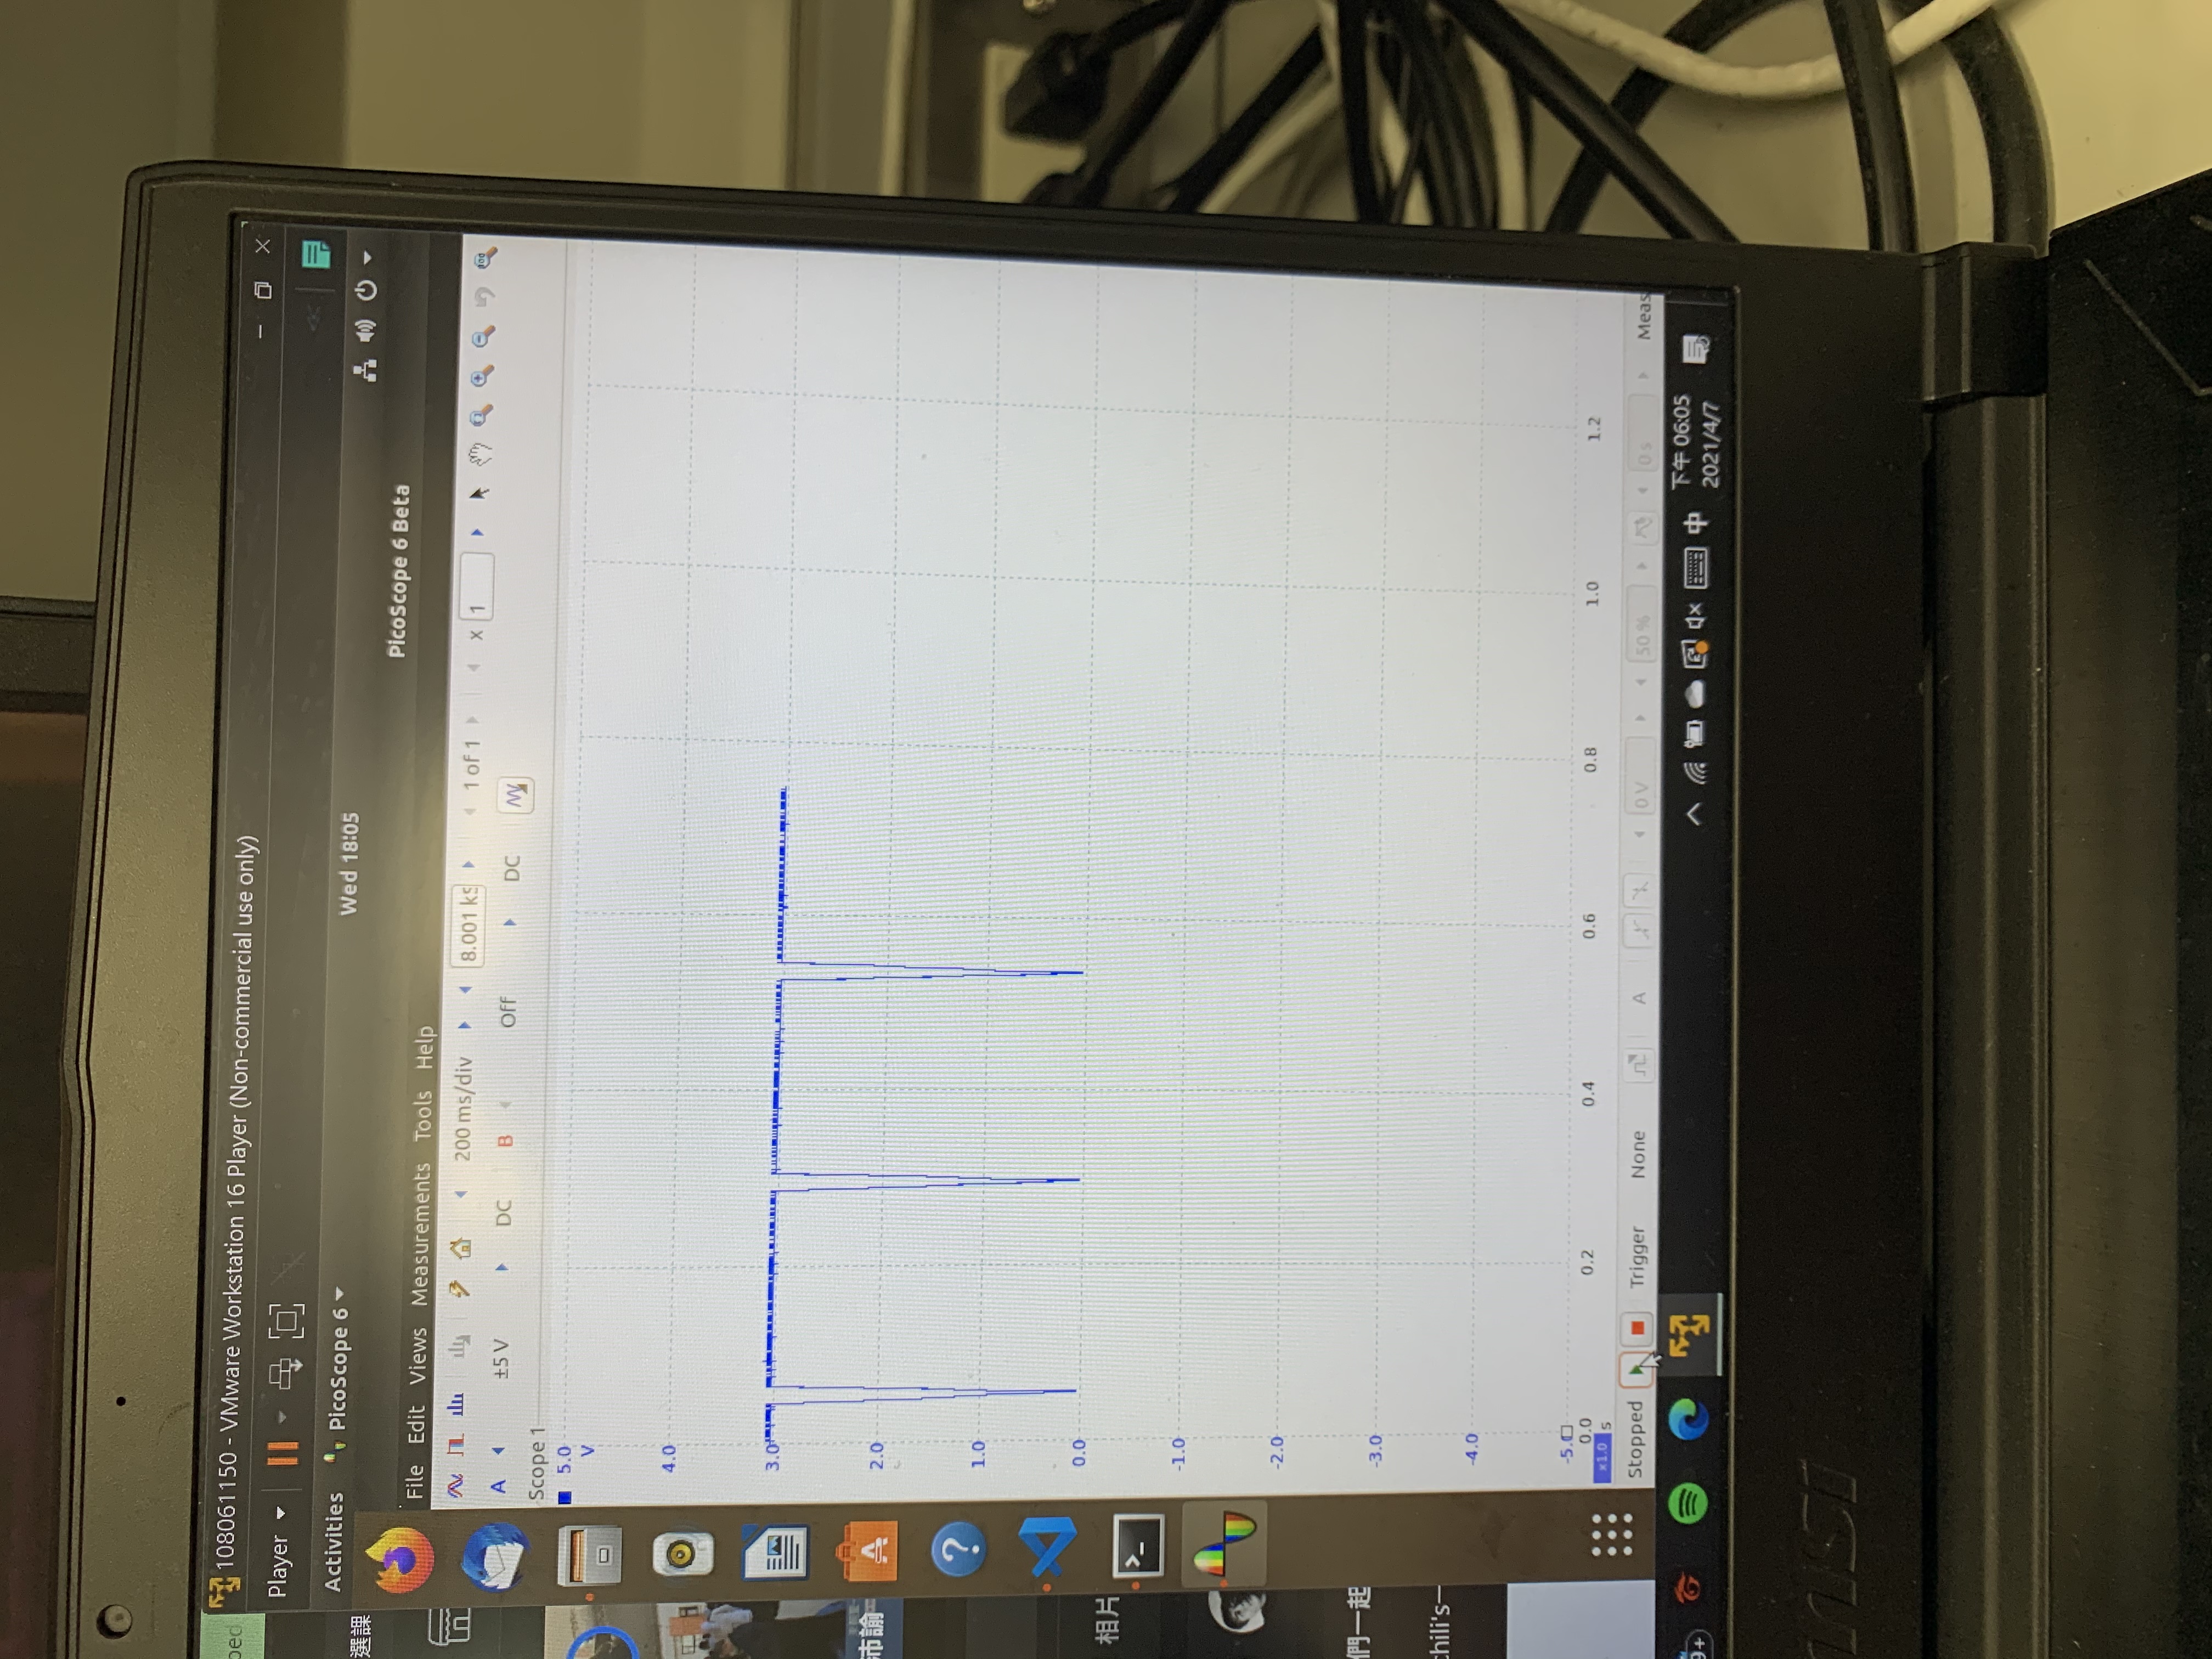 108061150 - VMware Workstation 16 Player (Non-commercial use only)
Player
Activities
PicoScope 6
Wed 18:05
PicoScope 6 Beta
選課
File Edit Views Measurements Tools Help
200 ms/div
8.001 kS
1 of 1
x 1
A
±5 V
DC
B
Off
DC
Scope 1
5.0
V
4.0
3.0
2.0
1.0
0.0
-1.0
-2.0
-3.0
-4.0
-5.0
沛諭
相片
們一起
chili's一
0.0
0.2
0.4
0.6
0.8
1.0
1.2
x1.0
s
Stopped
Trigger
None
A
0 V
50 %
0 s
Meas
9+
中
下午 06:05
2021/4/7
msi